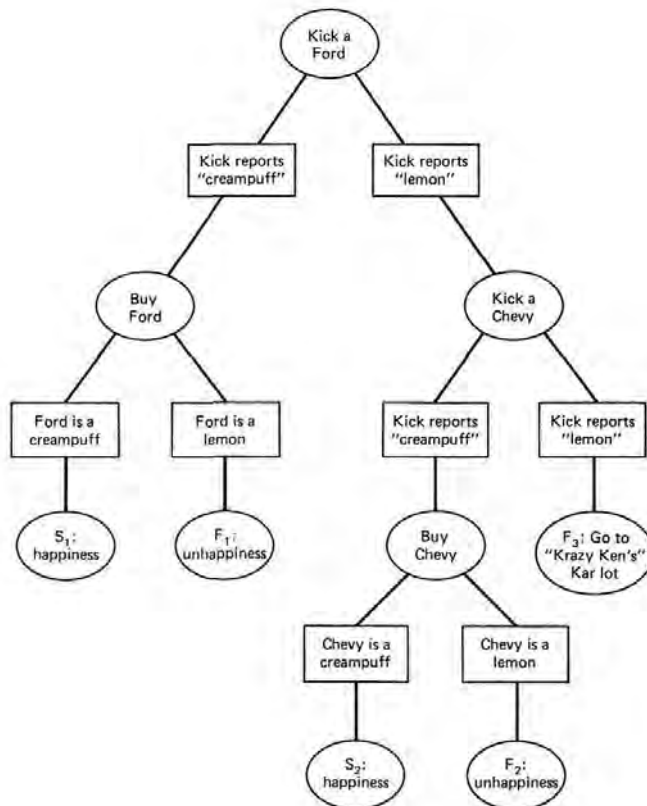 Kick a
Ford
Kick reports
"creampuff"
Kick reports
"lemon"
Buy
Ford
Kick a
Chevy
Ford is a
creampuff
Ford is a
lemon
Kick reports
"creampuff"
Kick reports
"lemon"
S₁:
happiness
F₁:
unhappiness
Buy
Chevy
F₃: Go to
"Krazy Ken's"
Kar lot
Chevy is a
creampuff
Chevy is a
lemon
S₂:
happiness
F₂:
unhappiness